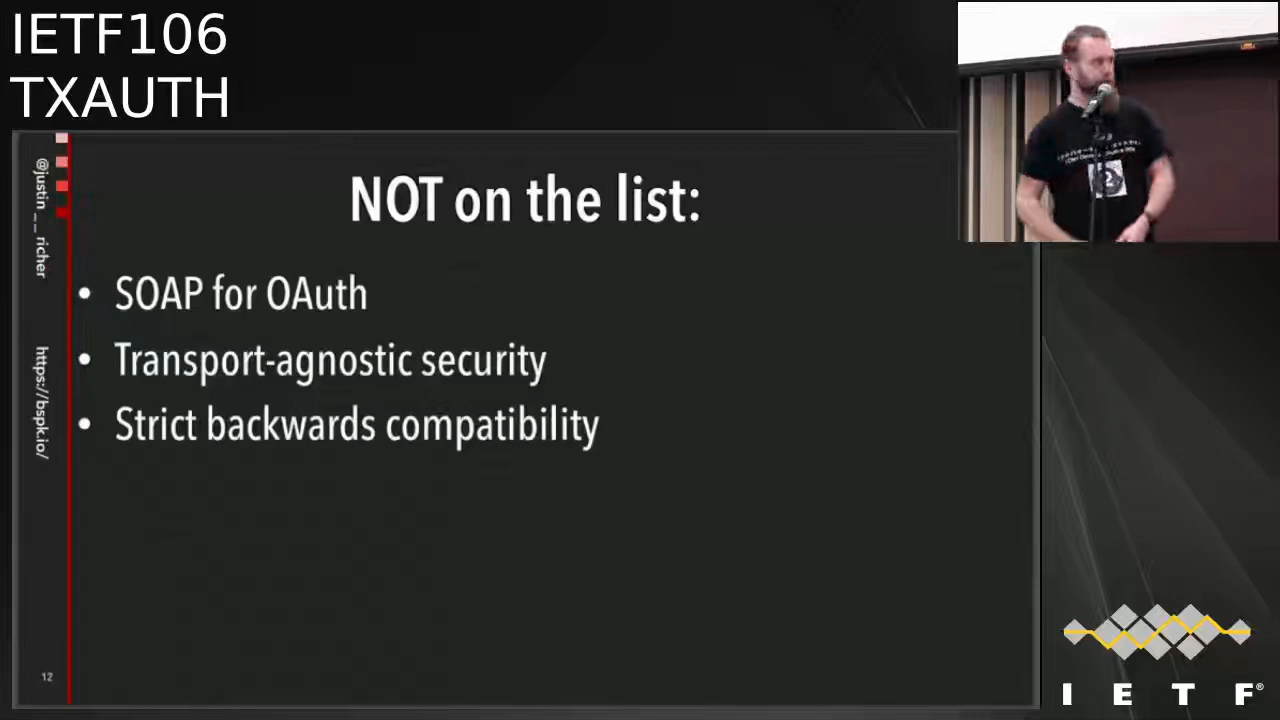 IETF106
TXAUTH
@justin__richer
https://bspk.io/
NOT on the list:
• SOAP for OAuth
• Transport-agnostic security
• Strict backwards compatibility
12
I E T F®